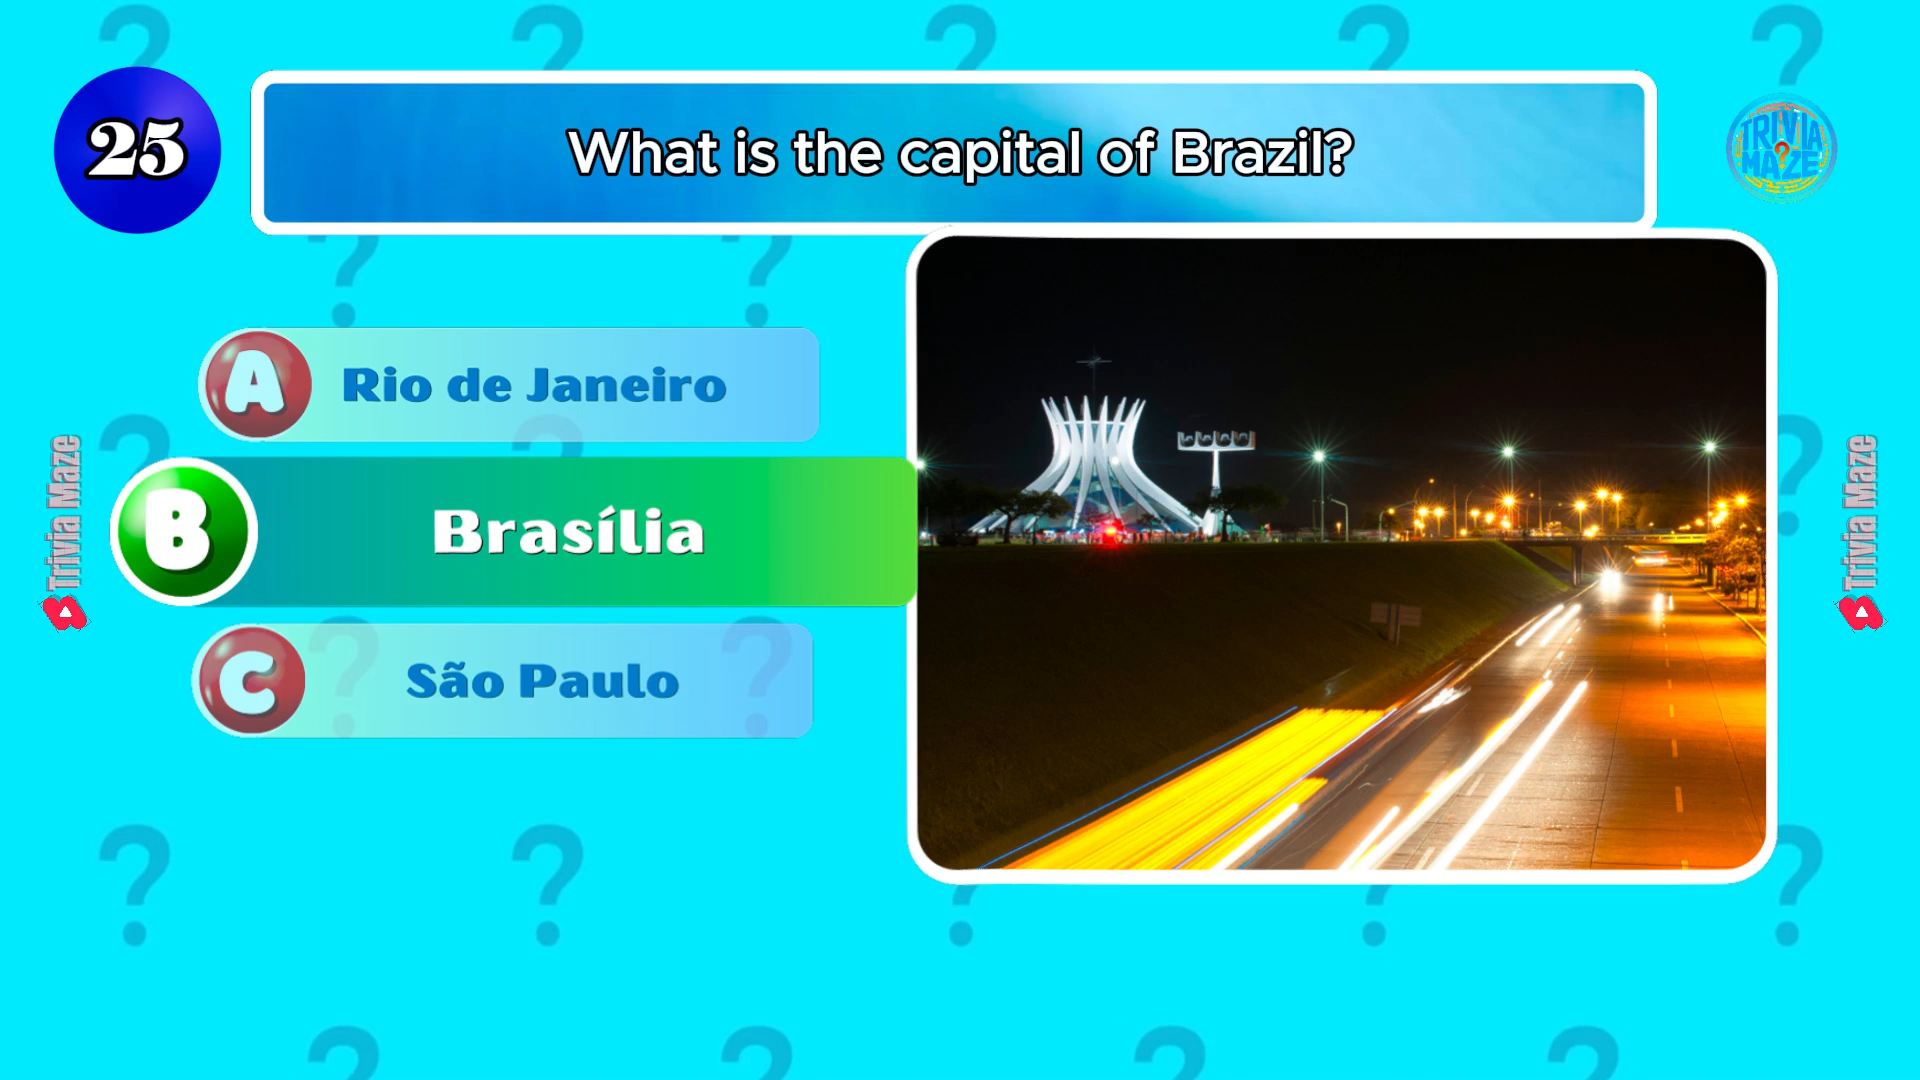 25
What is the capital of Brazil?
TRIVIA
MAZE
A
Rio de Janeiro
B
Brasília
C
São Paulo
Trivia Maze
Trivia Maze